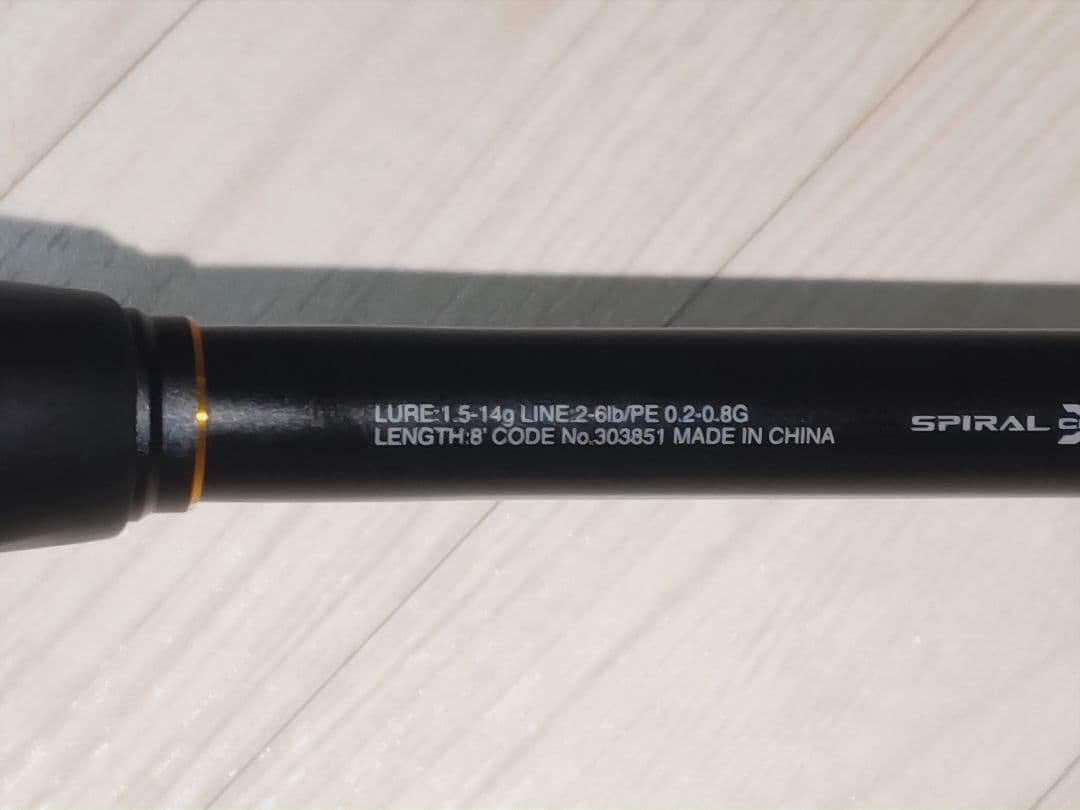 LURE:1.5-14g LINE:2-6lb/PE 0.2-0.8G
LENGTH:8' CODE No.303851 MADE IN CHINA
SPIRAL